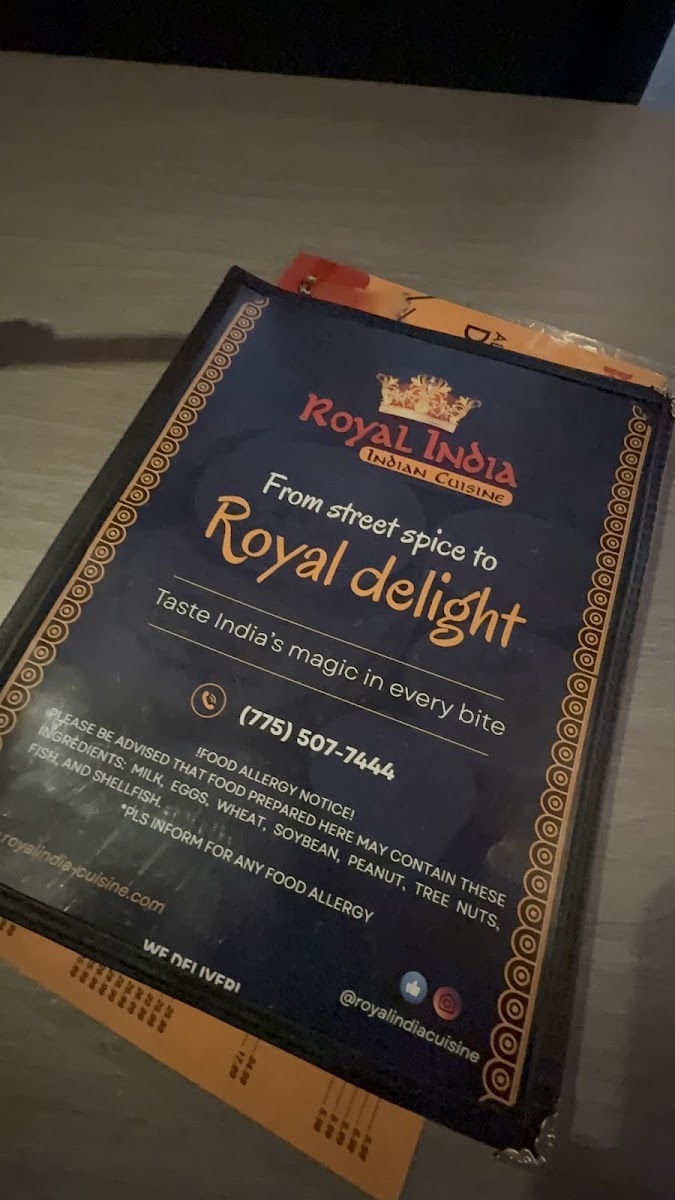 Royal India
Indian Cuisine
From street spice to
Royal delight
Taste India's magic in every bite
(775) 507-7444
!FOOD ALLERGY NOTICE!
PLEASE BE ADVISED THAT FOOD PREPARED HERE MAY CONTAIN THESE
INGREDIENTS: MILK, EGGS, WHEAT, SOYBEAN, PEANUT, TREE NUTS,
FISH, AND SHELLFISH.
*PLS INFORM FOR ANY FOOD ALLERGY
royalindia-cuisine.com
WE DELIVER!
@royalindiacuisine